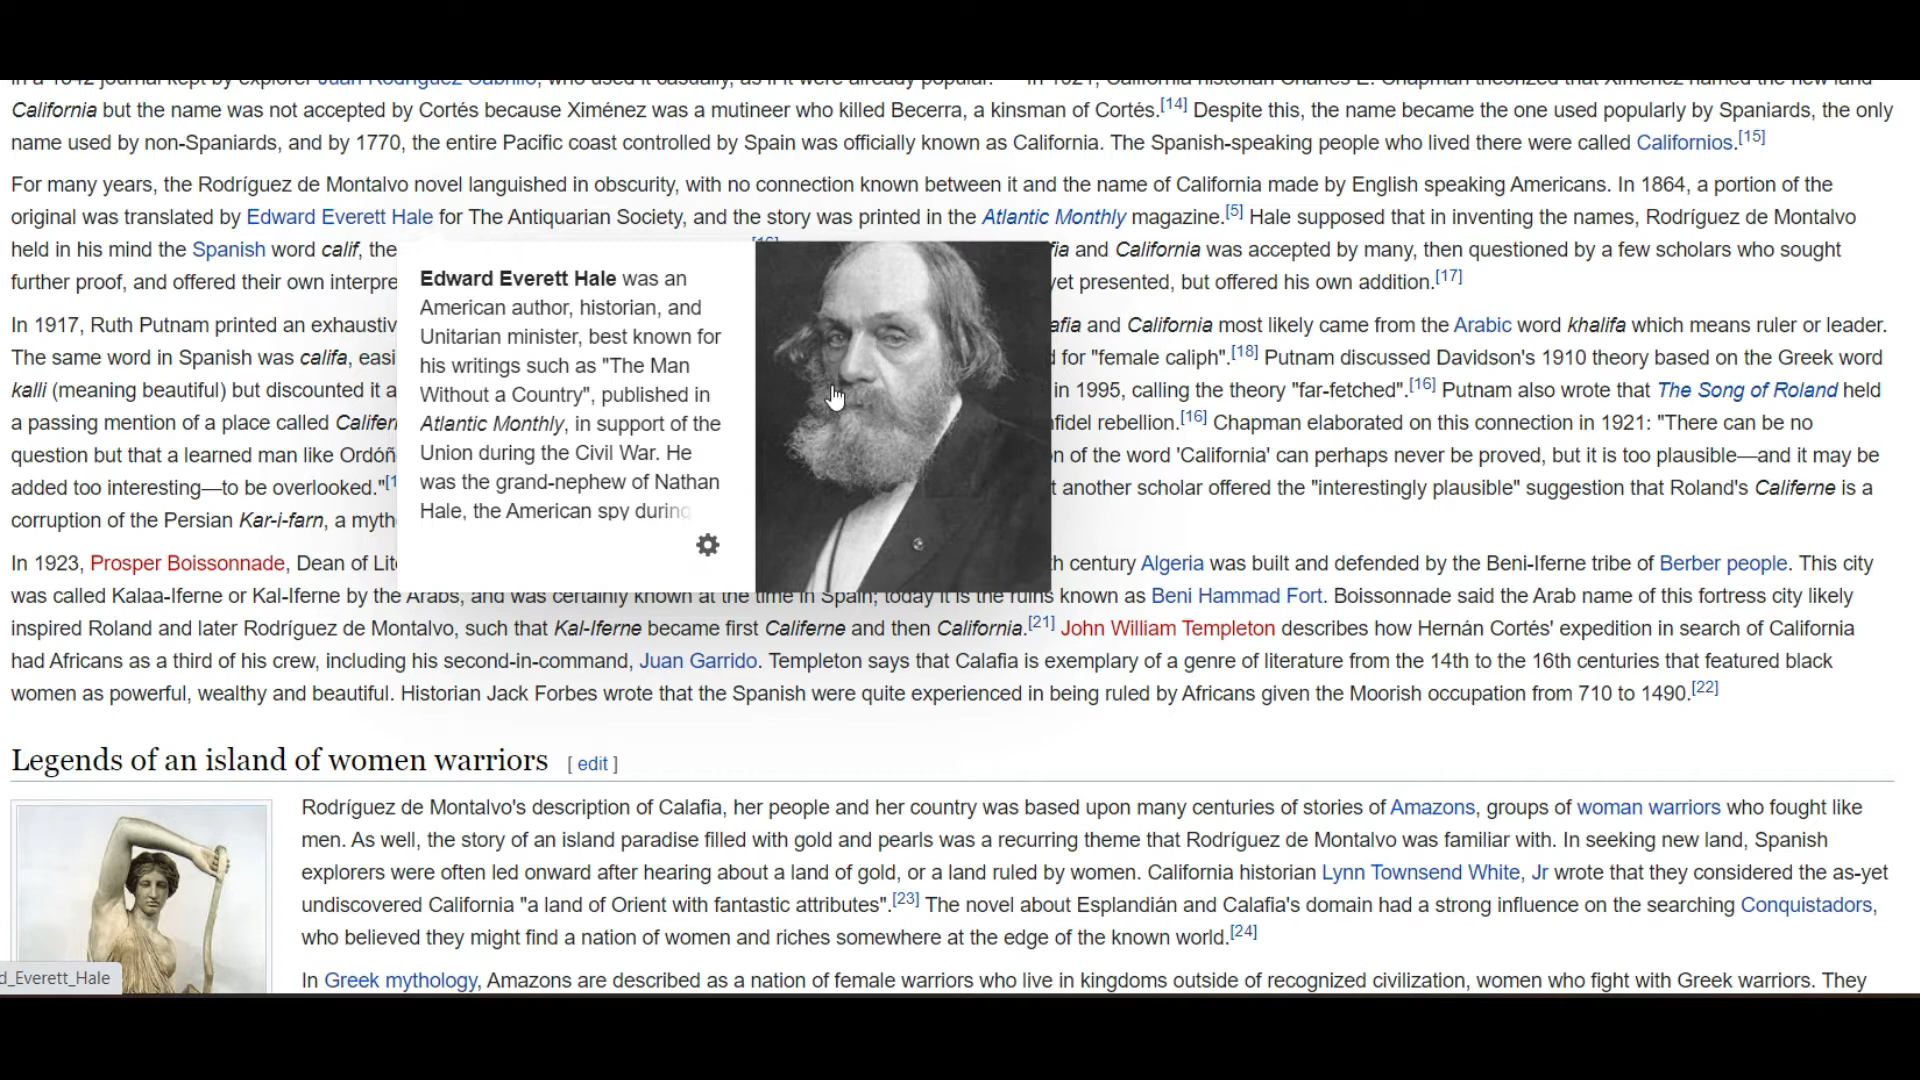 California but the name was not accepted by Cortés because Ximénez was a mutineer who killed Becerra, a kinsman of Cortés.[14] Despite this, the name became the one used popularly by Spaniards, the only
name used by non-Spaniards, and by 1770, the entire Pacific coast controlled by Spain was officially known as California. The Spanish-speaking people who lived there were called Californios.[15]
For many years, the Rodríguez de Montalvo novel languished in obscurity, with no connection known between it and the name of California made by English speaking Americans. In 1864, a portion of the
original was translated by Edward Everett Hale for The Antiquarian Society, and the story was printed in the Atlantic Monthly magazine.[5] Hale supposed that in inventing the names, Rodríguez de Montalvo
held in his mind the Spanish word calif, the and California was accepted by many, then questioned by a few scholars who sought
further proof, and offered their own interpre yet presented, but offered his own addition.[17]
In 1917, Ruth Putnam printed an exhaustiv afia and California most likely came from the Arabic word khalifa which means ruler or leader.
The same word in Spanish was califa, easi for "female caliph".[18] Putnam discussed Davidson's 1910 theory based on the Greek word
kalli (meaning beautiful) but discounted it a in 1995, calling the theory "far-fetched".[16] Putnam also wrote that The Song of Roland held
a passing mention of a place called Califer nfidel rebellion.[16] Chapman elaborated on this connection in 1921: "There can be no
question but that a learned man like Ordóñ of the word 'California' can perhaps never be proved, but it is too plausible—and it may be
added too interesting—to be overlooked."[1 t another scholar offered the "interestingly plausible" suggestion that Roland's Califerne is a
corruption of the Persian Kar-i-farn, a myth
Edward Everett Hale was an
American author, historian, and
Unitarian minister, best known for
his writings such as "The Man
Without a Country", published in
Atlantic Monthly, in support of the
Union during the Civil War. He
was the grand-nephew of Nathan
Hale, the American spy during
In 1923, Prosper Boissonnade, Dean of Lit th century Algeria was built and defended by the Beni-Iferne tribe of Berber people. This city
was called Kalaa-Iferne or Kal-Iferne by the Arabs, and was certainly known at the time in Spain; today it is the ruins known as Beni Hammad Fort. Boissonnade said the Arab name of this fortress city likely
inspired Roland and later Rodríguez de Montalvo, such that Kal-Iferne became first Califerne and then California.[21] John William Templeton describes how Hernán Cortés' expedition in search of California
had Africans as a third of his crew, including his second-in-command, Juan Garrido. Templeton says that Calafia is exemplary of a genre of literature from the 14th to the 16th centuries that featured black
women as powerful, wealthy and beautiful. Historian Jack Forbes wrote that the Spanish were quite experienced in being ruled by Africans given the Moorish occupation from 710 to 1490.[22]
Legends of an island of women warriors [ edit ]
Rodríguez de Montalvo's description of Calafia, her people and her country was based upon many centuries of stories of Amazons, groups of woman warriors who fought like
men. As well, the story of an island paradise filled with gold and pearls was a recurring theme that Rodríguez de Montalvo was familiar with. In seeking new land, Spanish
explorers were often led onward after hearing about a land of gold, or a land ruled by women. California historian Lynn Townsend White, Jr wrote that they considered the as-yet
undiscovered California "a land of Orient with fantastic attributes".[23] The novel about Esplandián and Calafia's domain had a strong influence on the searching Conquistadors,
who believed they might find a nation of women and riches somewhere at the edge of the known world.[24]
In Greek mythology, Amazons are described as a nation of female warriors who live in kingdoms outside of recognized civilization, women who fight with Greek warriors. They
d_Everett_Hale